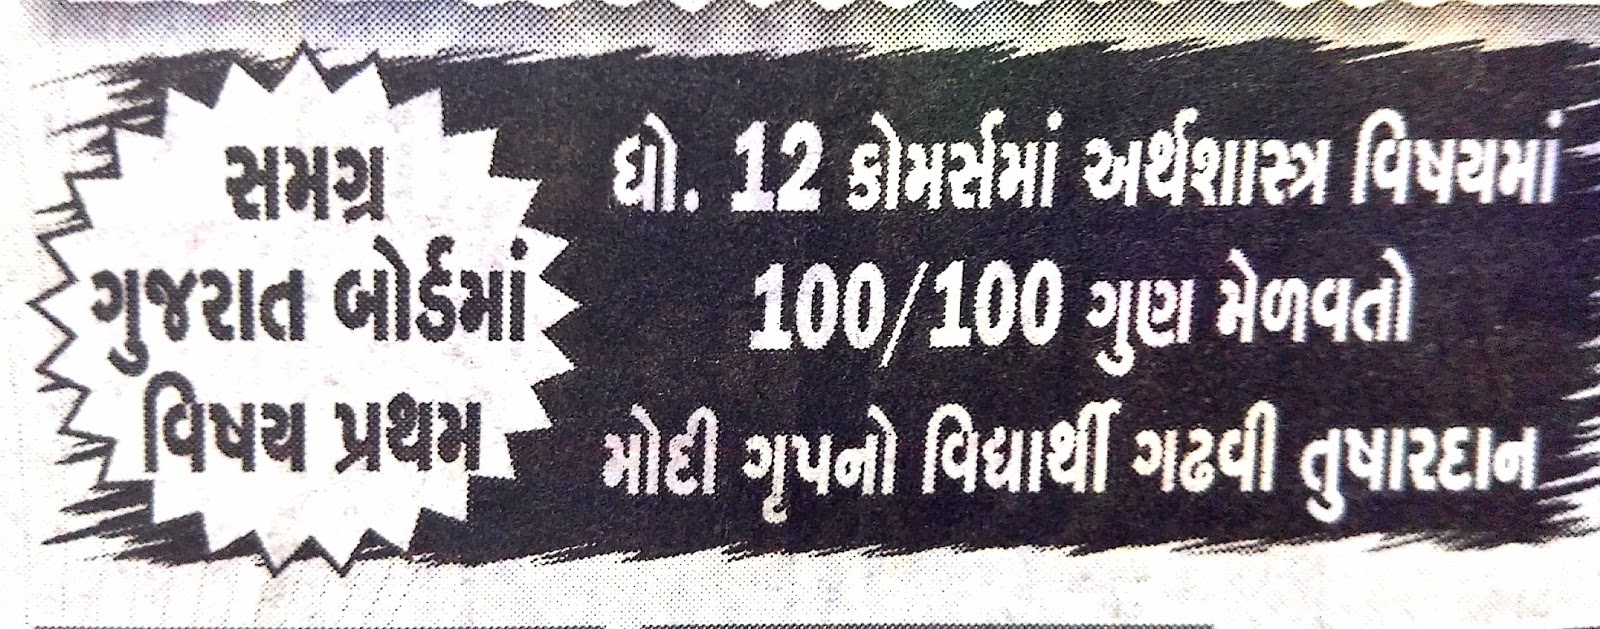 સમગ્ર
ગુજરાત બોર્ડમાં
વિષય પ્રથમ
ધો. 12 કોમર્સમાં અર્થશાસ્ત્ર વિષયમાં
100/100 ગુણ મેળવતો
મોદી ગૃપનો વિદ્યાર્થી ગઢવી તુષારદાન